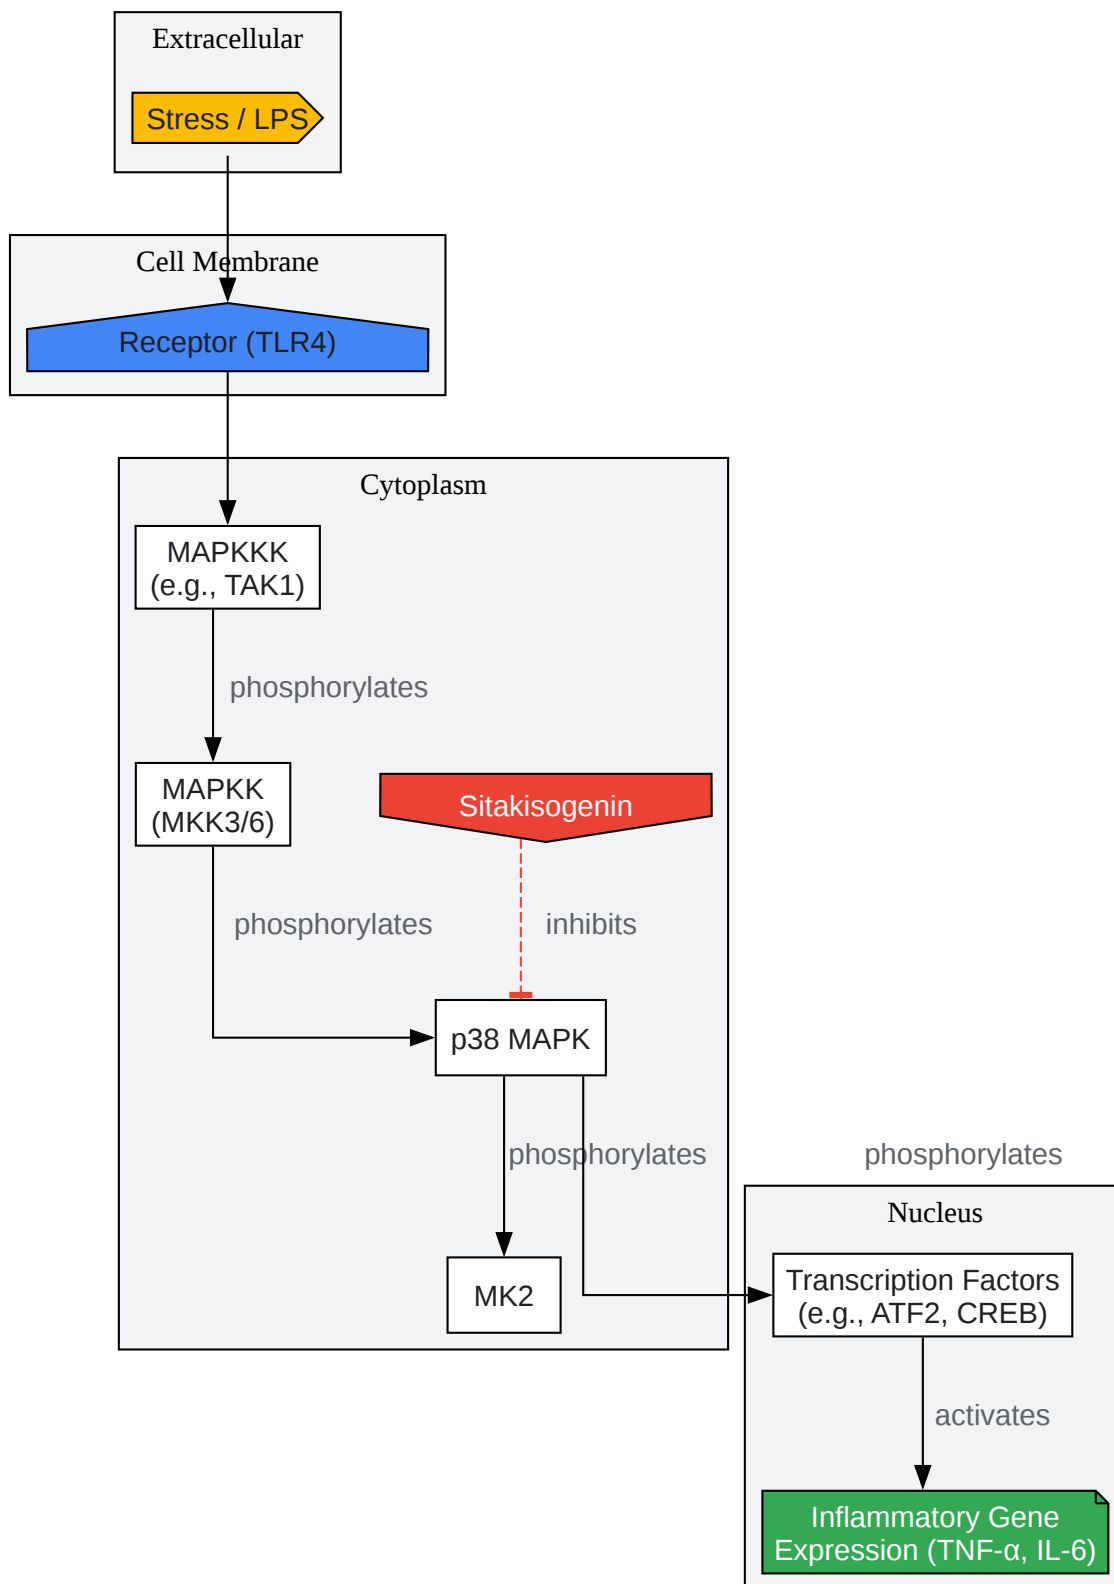 Extracellular
Stress / LPS
Cell Membrane
Receptor (TLR4)
Cytoplasm
MAPKKK
(e.g., TAK1)
phosphorylates
MAPKK
(MKK3/6)
Sitakisogenin
phosphorylates
inhibits
p38 MAPK
phosphorylates
phosphorylates
Nucleus
MK2
Transcription Factors
(e.g., ATF2, CREB)
activates
Inflammatory Gene
Expression (TNF-α, IL-6)